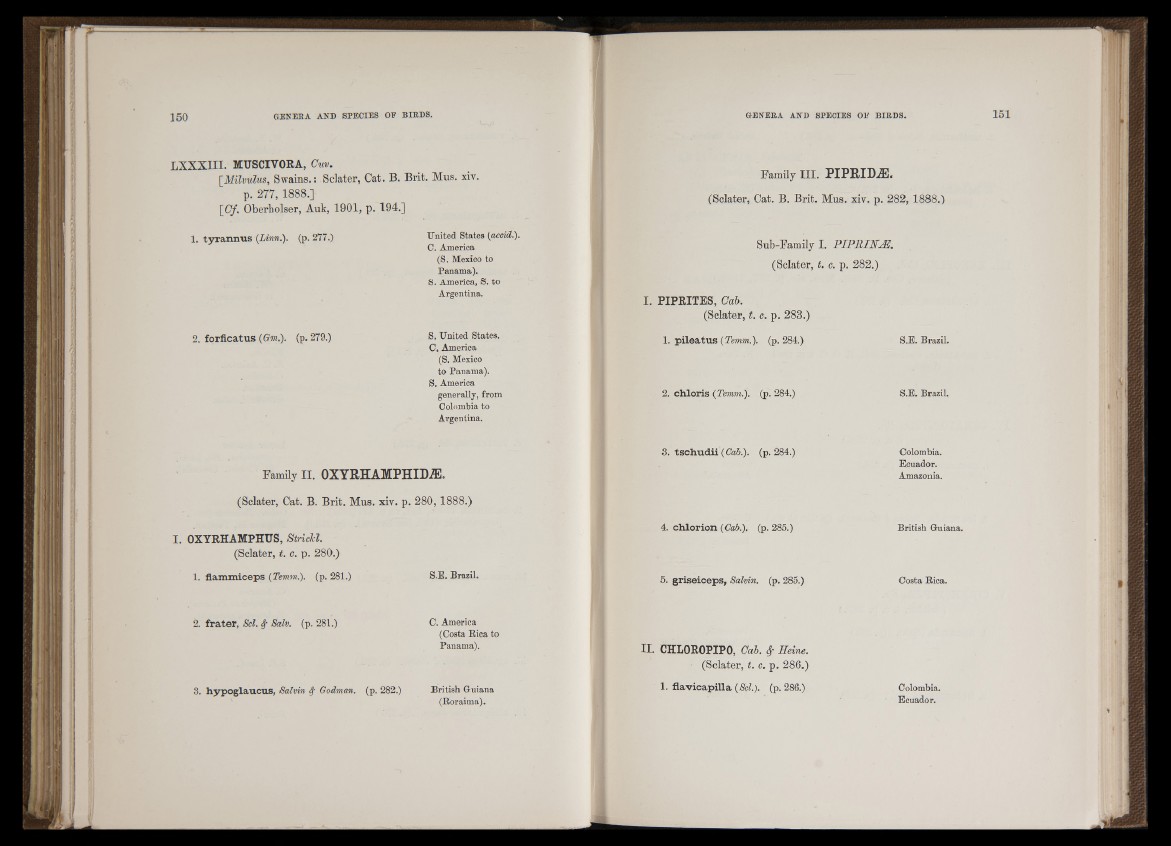 150 GENERA AND SPECIES OF BIRDS.
LXXXIII. MUSCIVORA, Cuv.
[Milvulus, Swains.: Sclater, Cat. B. Brit. Mus. xiv.
p. 277, 1888.]
[Cf. Oberholser, Auk, 1901, p. 194.]
1. tyrannus (Linn.). (p. 277.) United States (accid.).
C. America
(S. Mexico to
Panama).
S. America, S. to
Argentina.
2. forficatus (Gm.). (p. 279.) S. United States.
C. America
(S. Mexico
to Panama).
S. America
generally, from
Colombia to
Argentina.
Family II. OXYRHAMPHIDÆ.
(Sclater, Cat. B. Brit. Mus. xiv. p. 280, 1888.)
I. OXYRHAMPHUS, Strickl.
(Sclater, t. c. p. 280.)
1. flammiceps (Temm.). (p. 281.) S.E. Brazil.
2. frater, Scl. & Salv. (p. 281.) C. America
(Costa Rica to
Panama).
3. hypoglaucus, Salvin & Godman. (p. 282.) British Guiana
(Roraima).
GENERA AND SPECIES OF BIRDS. 151
Family III. PIPRIDÆ.
(Sclater, Cat. B. Brit. Mus. xiv. p. 282, 1888.)
Sub-Family I. PIPRINÆ.
(Sclater, t. c. p. 282.)
I. PIPRITES, Cab.
(Sclater, t. c. p. 283.)
1. pileatus (Temm.). (p. 284.) S.E. Brazil.
2. chloris (Temm.). (p. 284.) S.E. Brazil.
3. tschudii (Cab.). (p. 284.) Colombia.
Ecuador.
Amazonia.
4. chlorion (Cab.). (p. 285.) British Guiana.
5. griseiceps, Salvin. (p. 285.) Costa Rica.
II. CHLOROPIPO, Cab. & Heine.
(Sclater, t. c. p. 286.)
1. flavicapilla (Scl.). (p. 286.) Colombia.
Ecuador.